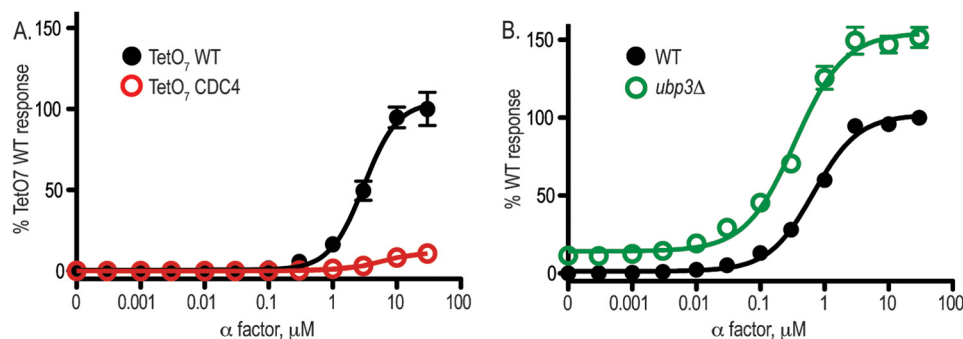 A.
TetO7 WT
TetO7 CDC4
% TetO7 WT response
150
100
50
0
0 0.001 0.01 0.1 1 10 100
α factor, μM
B.
WT
ubp3Δ
% WT response
150
100
50
0
0 0.001 0.01 0.1 1 10 100
α factor, μM